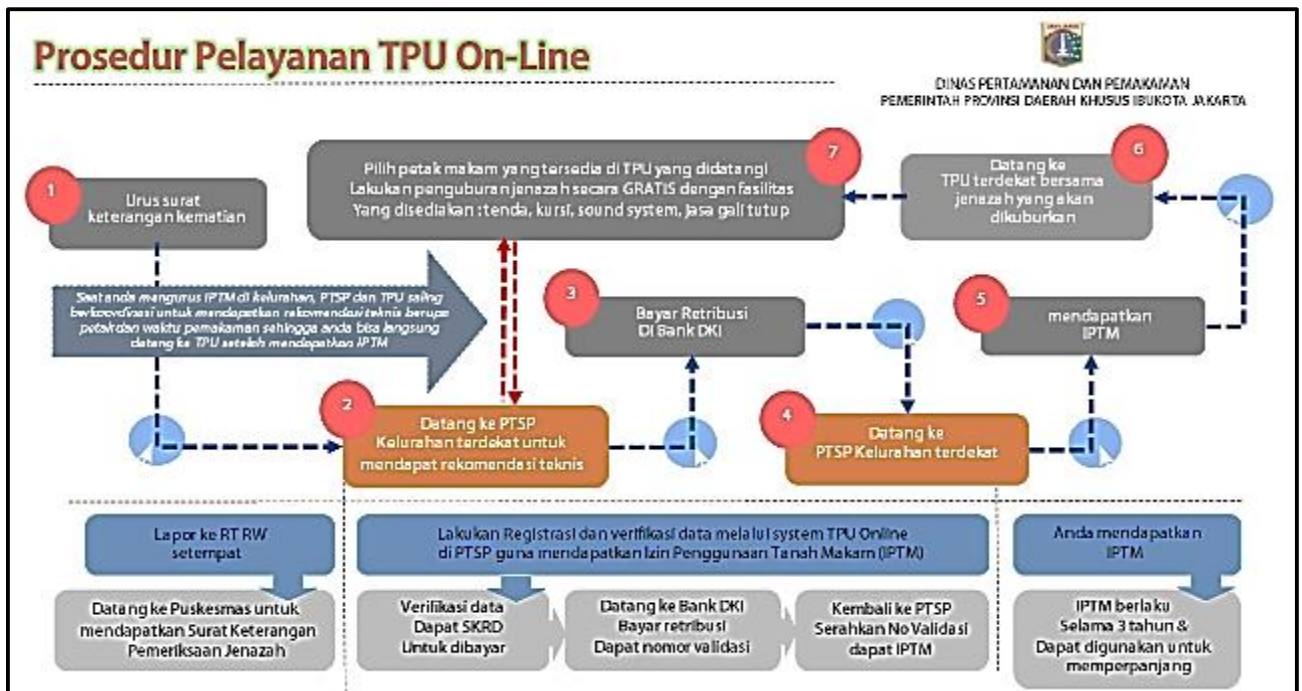 Prosedur Pelayanan TPU On-Line
DINAS PERTAMANAN DAN PEMAKAMAN
PEMERINTAH PROVINSI DAERAH KHUSUS IBUKOTA JAKARTA
1
Urus surat
keterangan kematian
7
Pilih petak makam yang tersedia di TPU yang didatangi
Lakukan penguburan jenazah secara GRATIS dengan fasilitas
Yang disediakan : tenda, kursi, sound system, jasa gali tutup
6
Datang ke
TPU terdekat bersama
jenazah yang akan
dikuburkan
Saat anda mengurus IPTM di kelurahan, PTSP dan TPU saling
berkoordinasi untuk mendapatkan rekomendasi teknis berupa
petak dan waktu pemakaman sehingga anda bisa langsung
datang ke TPU setelah mendapatkan IPTM
3
Bayar Retribusi
DI Bank DKI
5
mendapatkan
IPTM
2
Datang ke PTSP
Kelurahan terdekat untuk
mendapat rekomendasi teknis
4
Datang ke
PTSP Kelurahan terdekat
Lapor ke RT RW
setempat
Lakukan Registrasi dan verifikasi data melalui system TPU Online
di PTSP guna mendapatkan Izin Penggunaan Tanah Makam (IPTM)
Anda mendapatkan
IPTM
Datang ke Puskesmas untuk
mendapatkan Surat Keterangan
Pemeriksaan Jenazah
Verifikasi data
Dapat SKRD
Untuk dibayar
Datang ke Bank DKI
Bayar retribusi
Dapat nomor validasi
Kembali ke PTSP
Serahkan No Validasi
dapat IPTM
IPTM berlaku
Selama 3 tahun &
Dapat digunakan untuk
memperpanjang